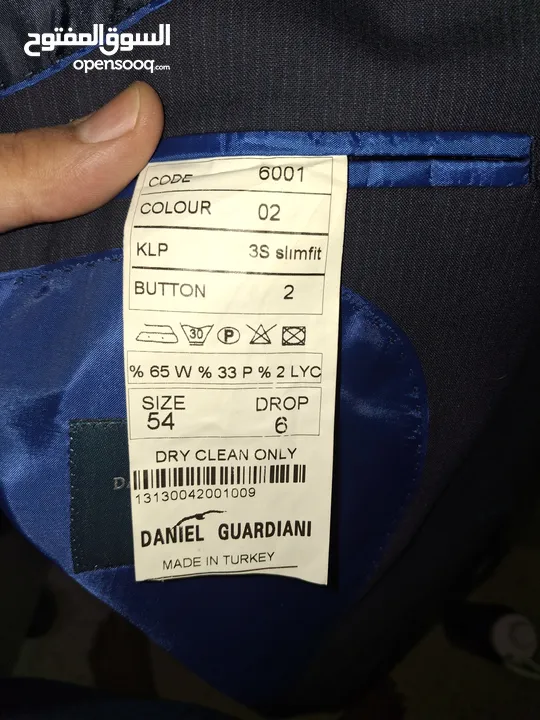 السوق المفتوح
opensooq.com
CODE 6001
COLOUR 02
KLP 3S slimfit
BUTTON 2
30 P
% 65 W % 33 P % 2 LYC
SIZE DROP
54 6
DRY CLEAN ONLY
13130042001009
DANIEL GUARDIANI
MADE IN TURKEY